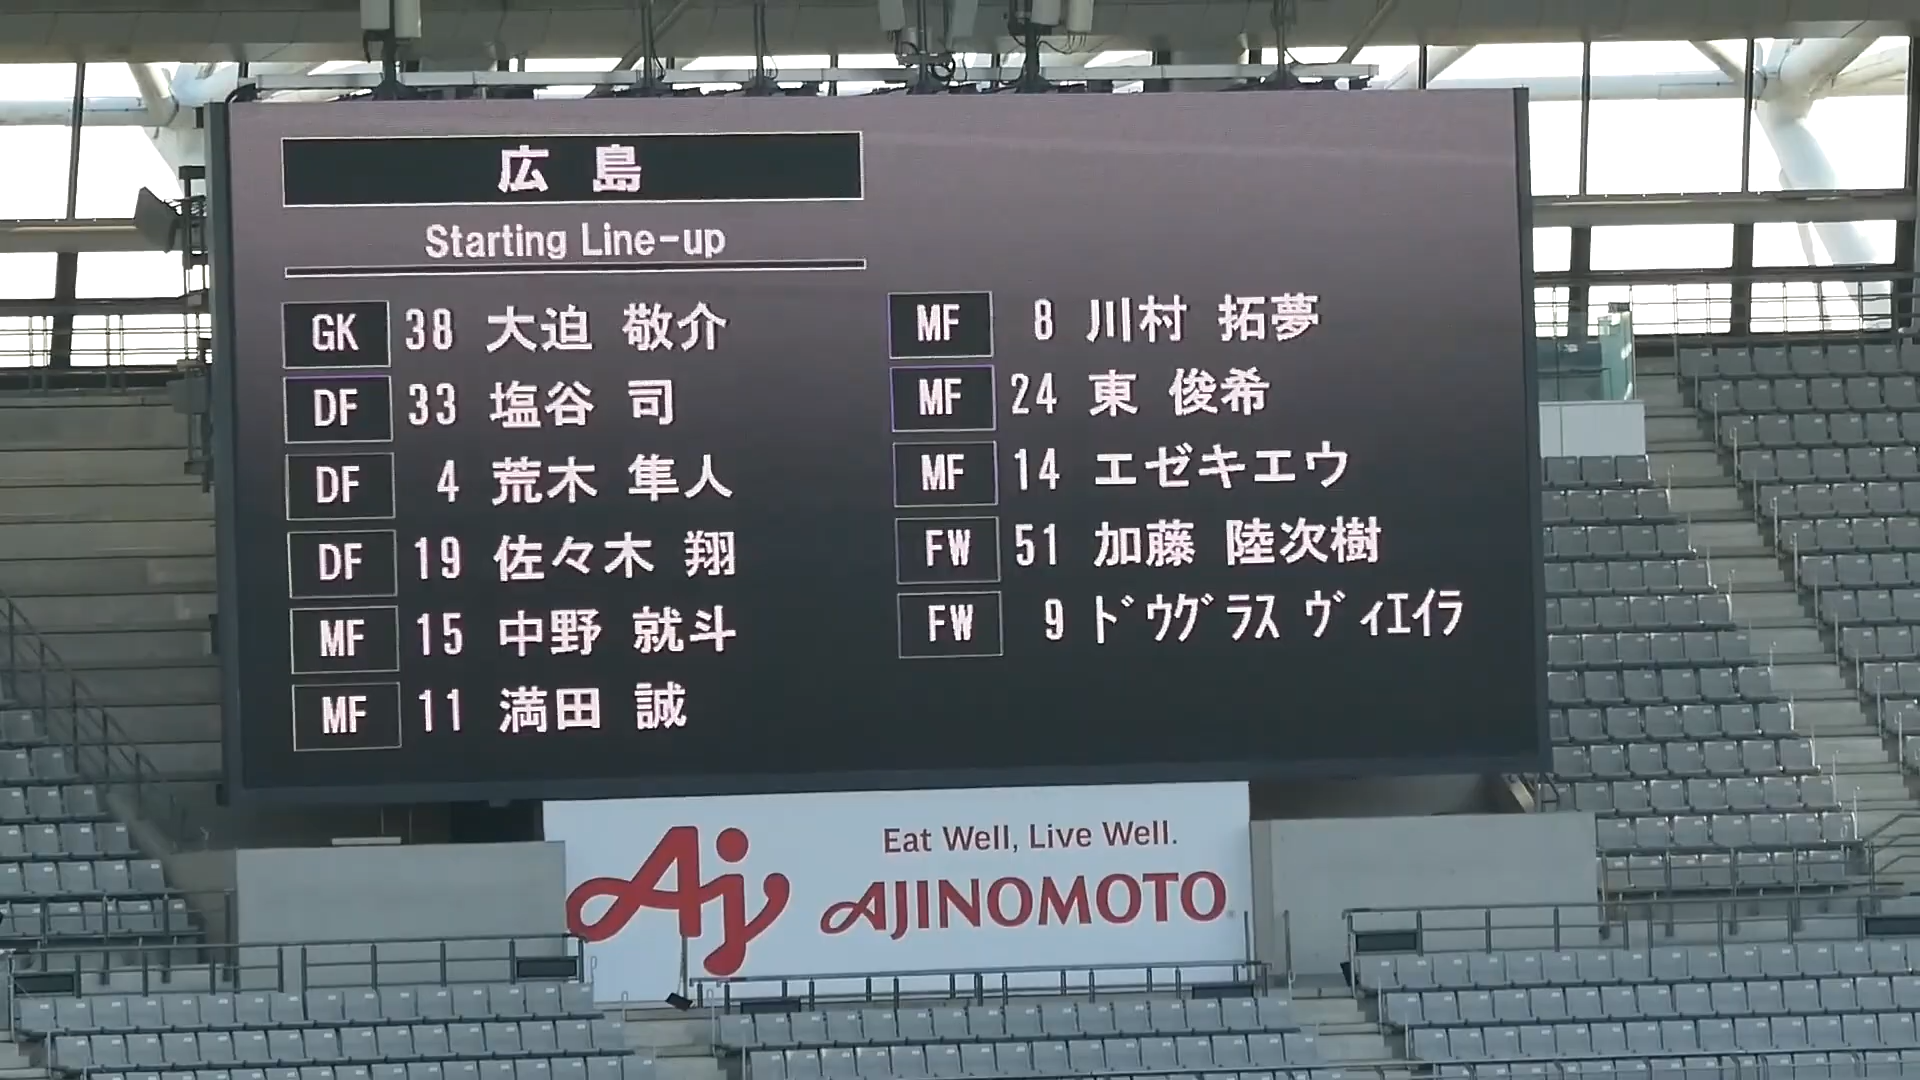 広島
Starting Line-up
GK 38 大迫 敬介
DF 33 塩谷 司
DF 4 荒木 隼人
DF 19 佐々木 翔
MF 15 中野 就斗
MF 11 満田 誠
MF 8 川村 拓夢
MF 24 東 俊希
MF 14 エゼキエウ
FW 51 加藤 陸次樹
FW 9 ﾄﾞｳｸﾞﾗｽ ｳﾞｨｴｲﾗ
Aj
Eat Well, Live Well.
AJINOMOTO